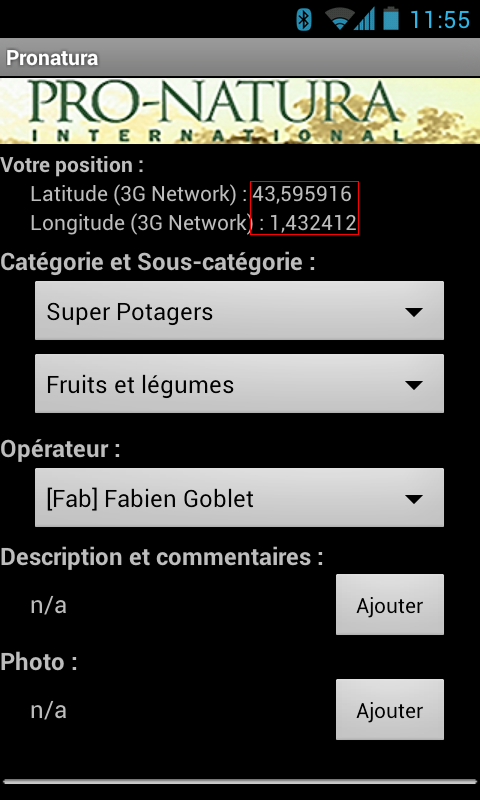 11:55
Pronatura
PRO-NATURA
INTERNATIONAL
Votre position :
Latitude (3G Network) : 43,595916
Longitude (3G Network) : 1,432412
Catégorie et Sous-catégorie :
Super Potagers
Fruits et légumes
Opérateur :
[Fab] Fabien Goblet
Description et commentaires :
n/a
Ajouter
Photo :
n/a
Ajouter